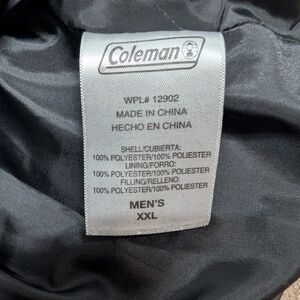 Coleman
WPL# 12902
MADE IN CHINA
HECHO EN CHINA
SHELL/CUBIERTA:
100% POLYESTER/100% POLIESTER
LINING/FORRO:
100% POLYESTER/100% POLIESTER
FILLING/RELLENO:
100% POLYESTER/100% POLIESTER
MEN'S
XXL